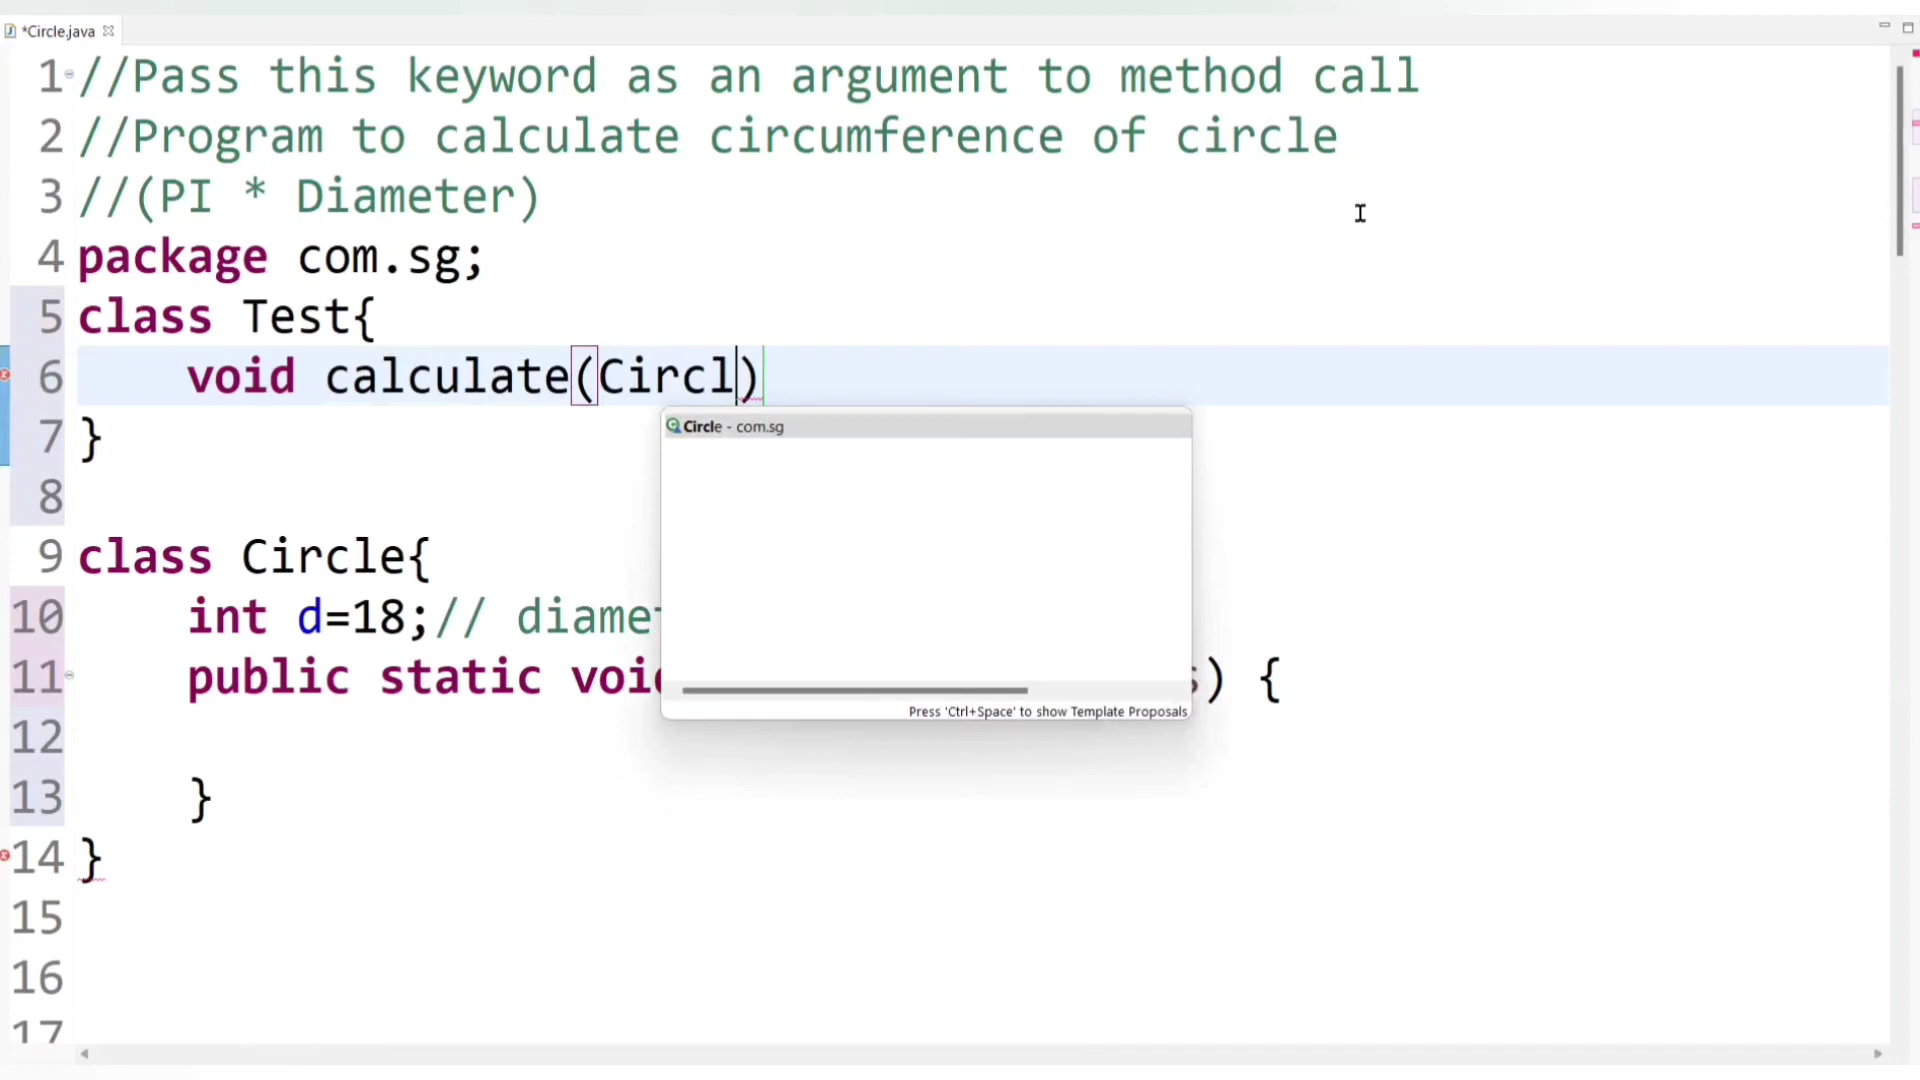 *Circle.java
1 //Pass this keyword as an argument to method call
2 //Program to calculate circumference of circle
3 //(PI * Diameter)
4 package com.sg;
5 class Test{
6 void calculate(Circl)
Circle - com.sg
7 }
8
9 class Circle{
10 int d=18;// diame
11 public static void s) {
Press 'Ctrl+Space' to show Template Proposals
12
13 }
14 }
15
16
17